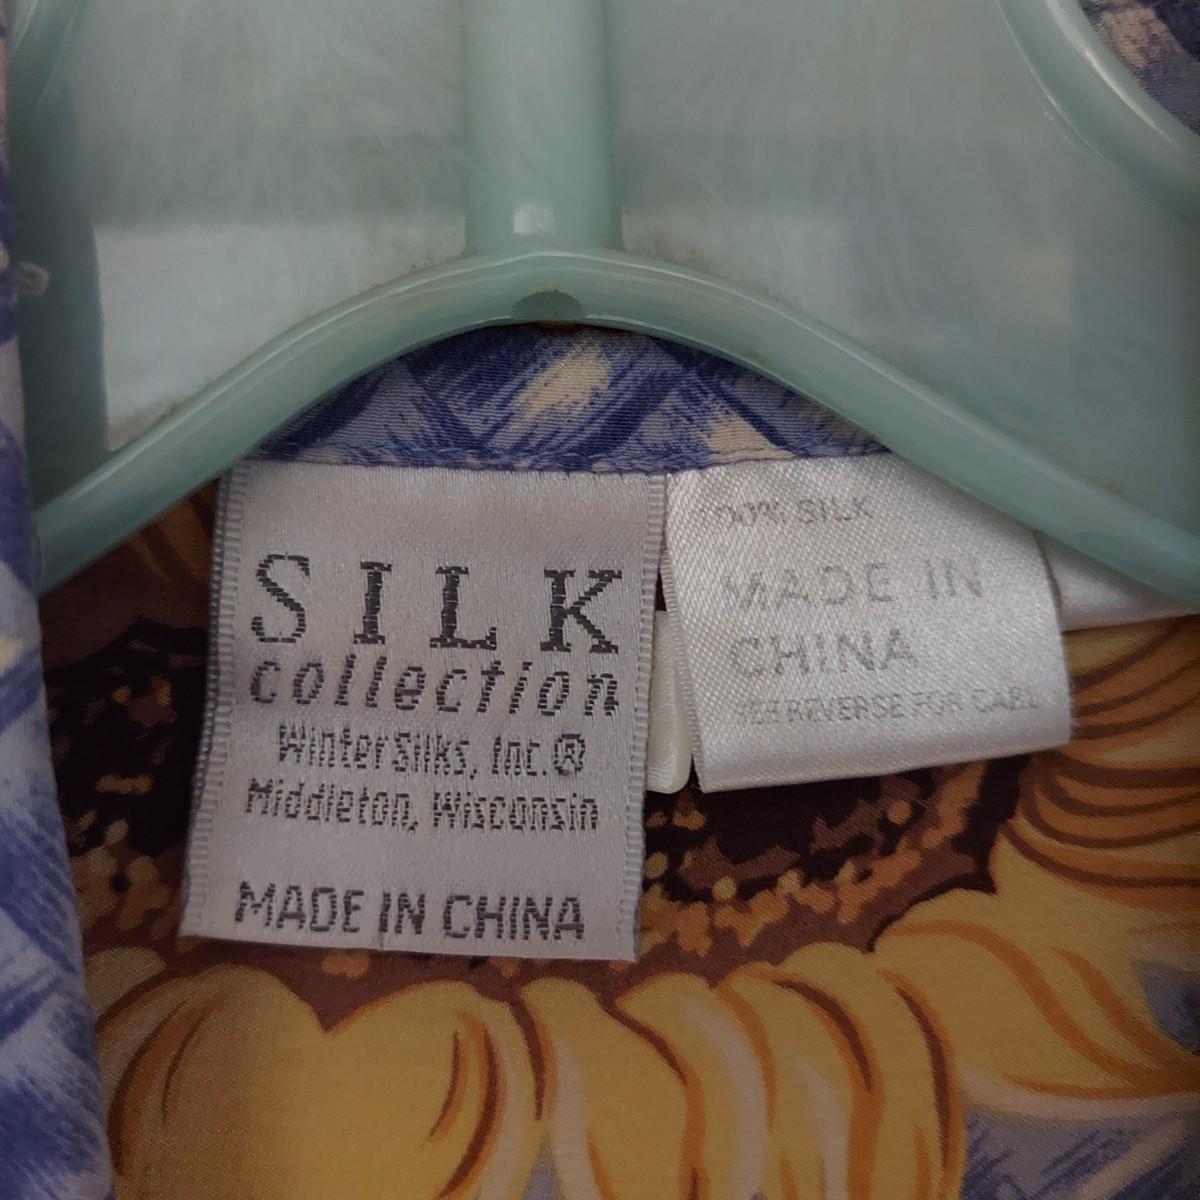 SILK
collection
WinterSilks, Inc.®
Middleton, Wisconsin
MADE IN CHINA
100% SILK
MADE IN
CHINA
SEE REVERSE FOR CARE